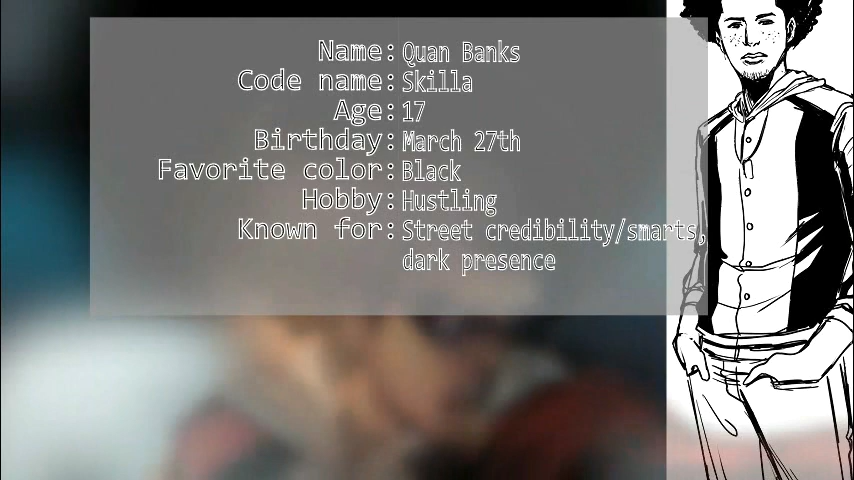 Name: Quan Banks
Code name: Skilla
Age: 17
Birthday: March 27th
Favorite color: Black
Hobby: Hustling
Known for: Street credibility/smarts,
dark presence